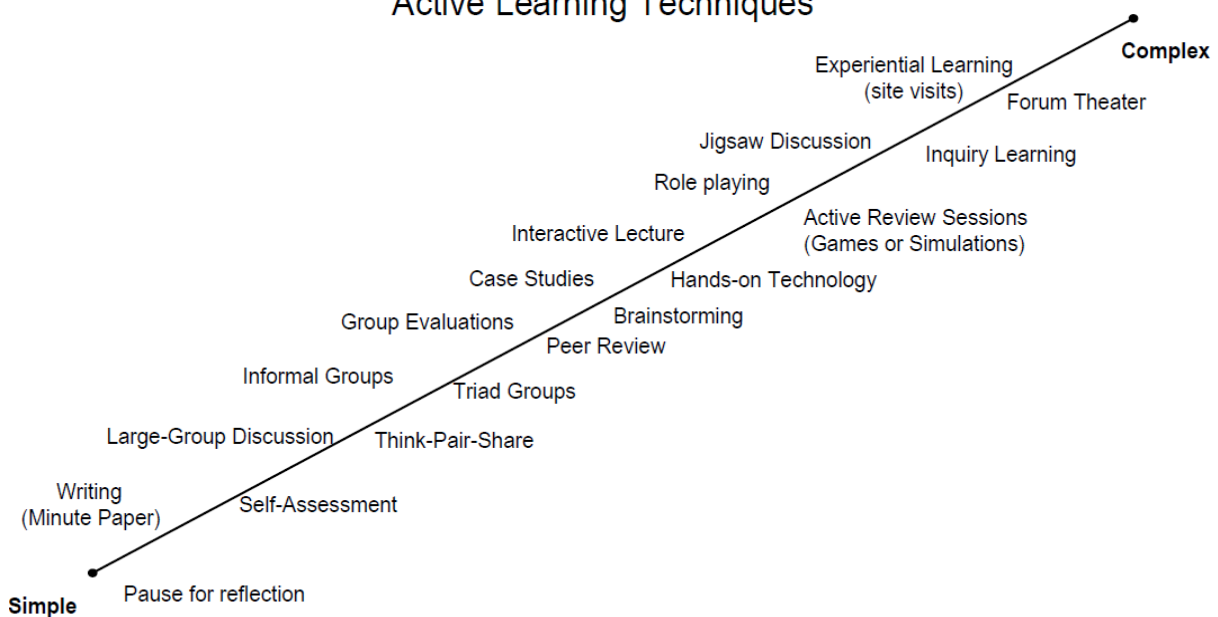 Active Learning Techniques
Complex
Experiential Learning
(site visits)
Forum Theater
Jigsaw Discussion
Inquiry Learning
Role playing
Active Review Sessions
(Games or Simulations)
Interactive Lecture
Case Studies
Hands-on Technology
Group Evaluations
Brainstorming
Peer Review
Informal Groups
Triad Groups
Large-Group Discussion
Think-Pair-Share
Writing
(Minute Paper)
Self-Assessment
Pause for reflection
Simple